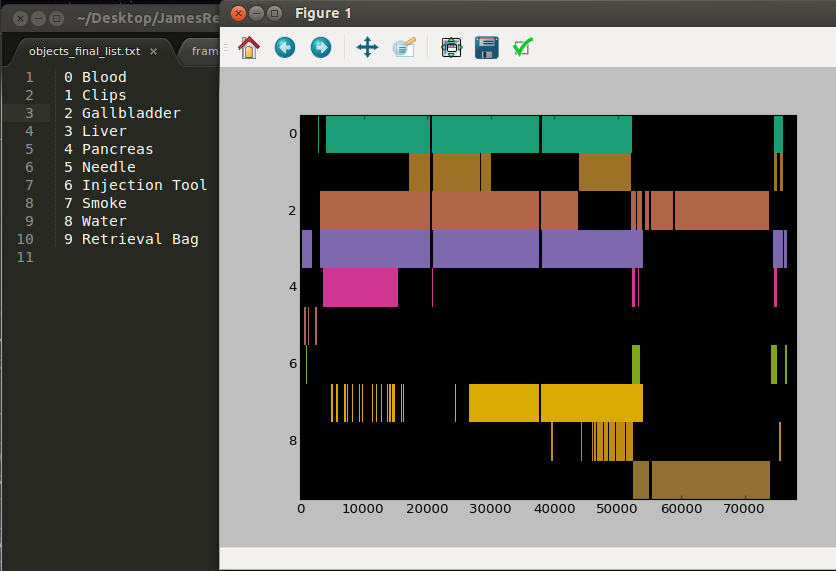 ~/Desktop/JamesRe
Figure 1
objects_final_list.txt ×
fram
1 0 Blood
2 1 Clips
3 2 Gallbladder
4 3 Liver
5 4 Pancreas
6 5 Needle
7 6 Injection Tool
8 7 Smoke
9 8 Water
10 9 Retrieval Bag
11
0
2
4
6
8
0 10000 20000 30000 40000 50000 60000 70000